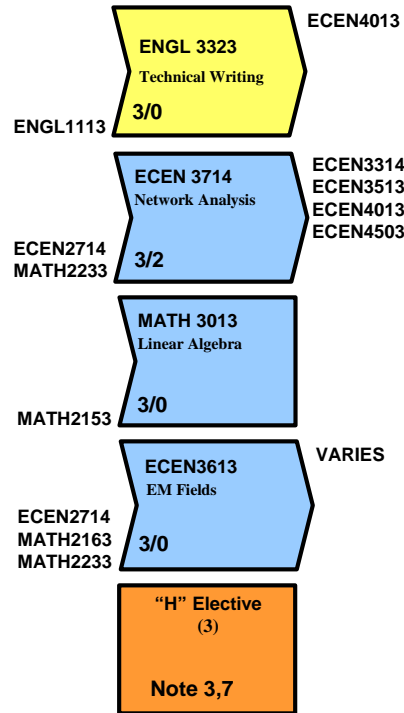 ECEN4013
ENGL 3323
Technical Writing
3/0
ENGL1113
ECEN 3714
Network Analysis
3/2
ECEN3314
ECEN3513
ECEN4013
ECEN4503
ECEN2714
MATH2233
MATH 3013
Linear Algebra
3/0
MATH2153
ECEN3613
EM Fields
3/0
VARIES
ECEN2714
MATH2163
MATH2233
“H” Elective
(3)
Note 3,7